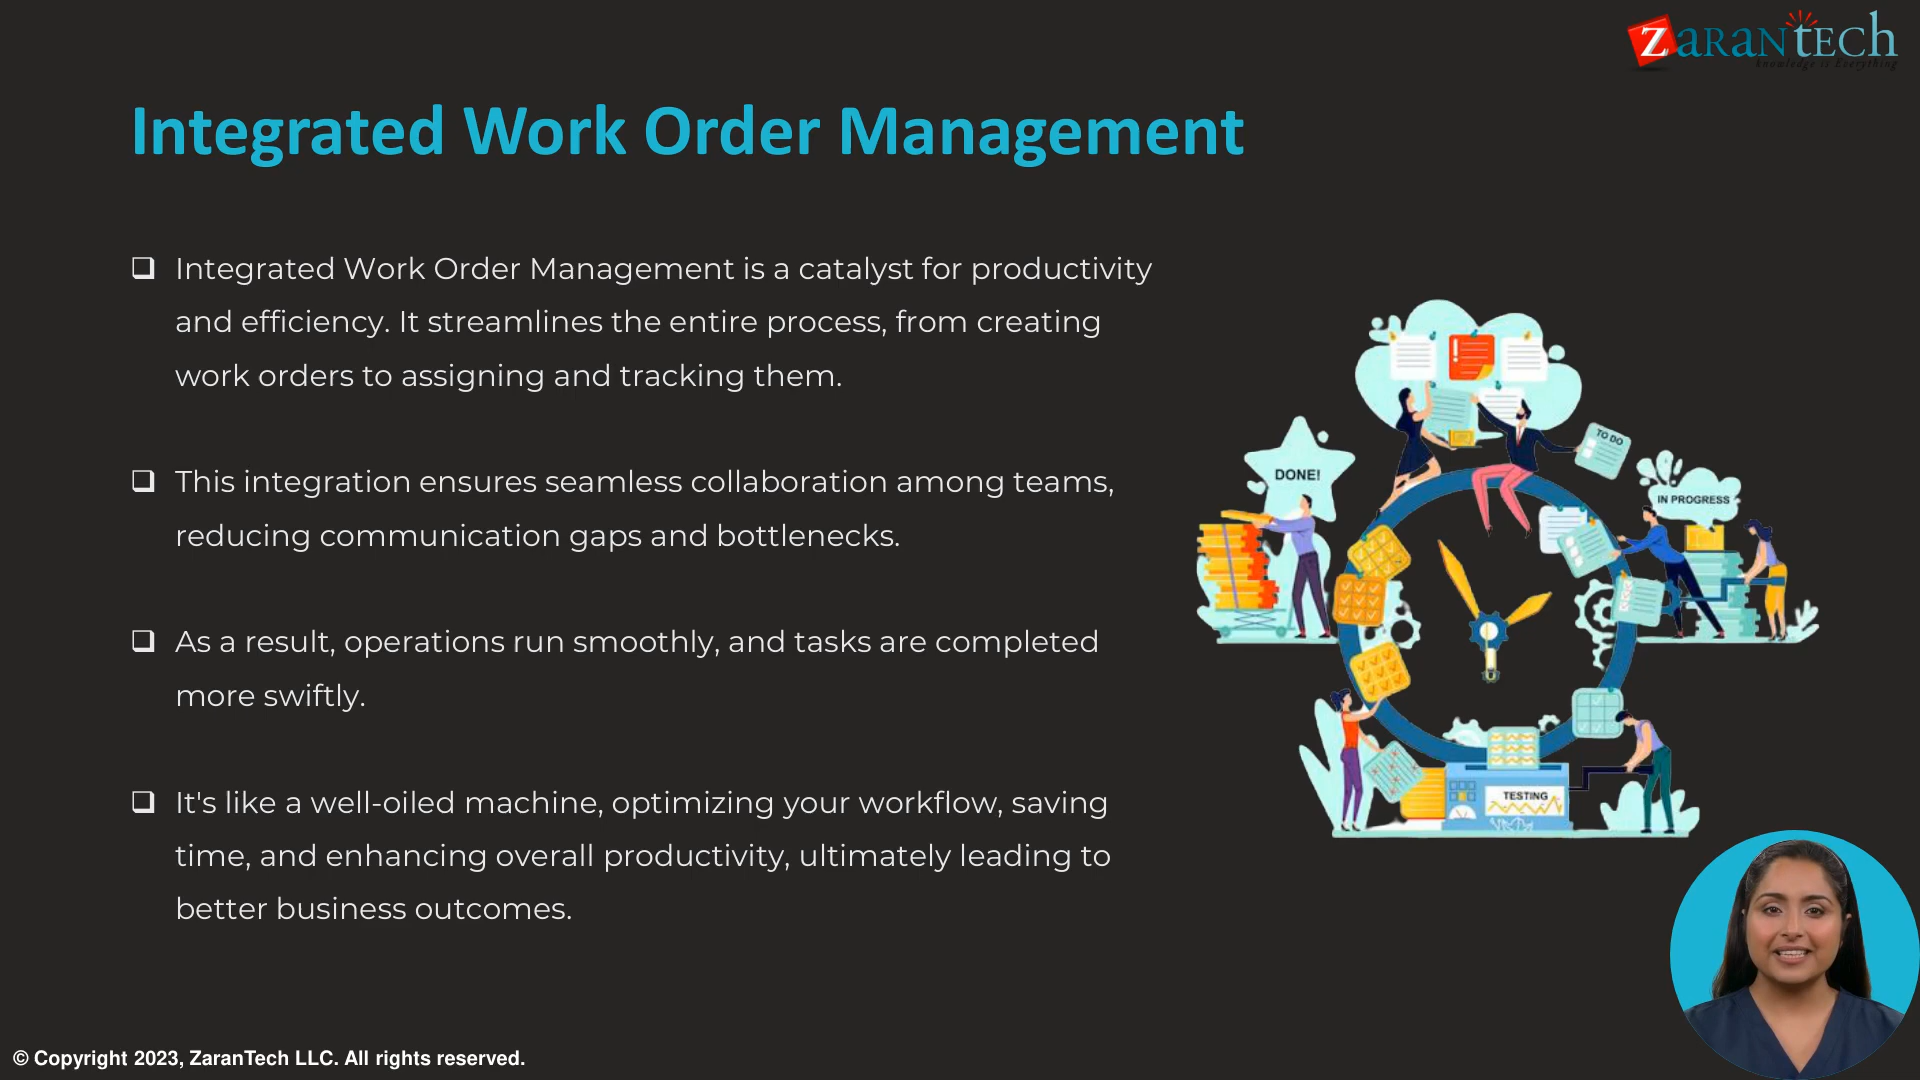 ZaranTech
knowledge is Everything
Integrated Work Order Management
❑ Integrated Work Order Management is a catalyst for productivity
and efficiency. It streamlines the entire process, from creating
work orders to assigning and tracking them.
❑ This integration ensures seamless collaboration among teams,
reducing communication gaps and bottlenecks.
❑ As a result, operations run smoothly, and tasks are completed
more swiftly.
❑ It's like a well-oiled machine, optimizing your workflow, saving
time, and enhancing overall productivity, ultimately leading to
better business outcomes.
TO DO
DONE!
IN PROGRESS
TESTING
© Copyright 2023, ZaranTech LLC. All rights reserved.